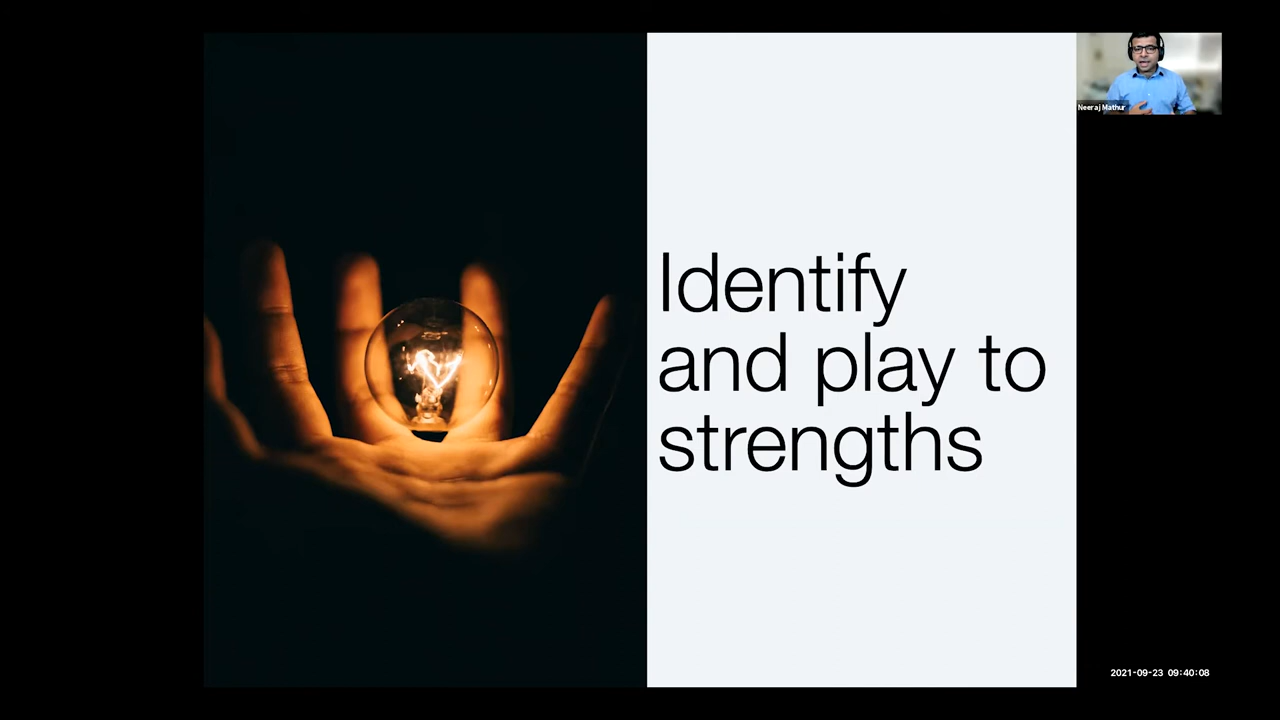 Neeraj Mathur
Identify
and play to
strengths
2021-09-23 09:40:08